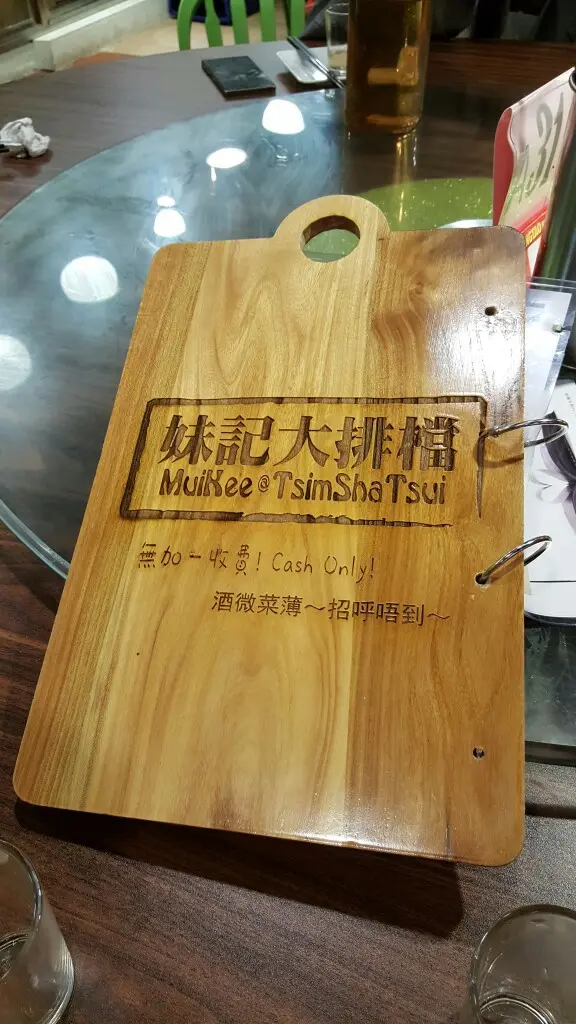 妹記大排檔
MuiKee@TsimShaTsui
無加一收費! Cash Only!
酒微菜薄～招呼唔到～